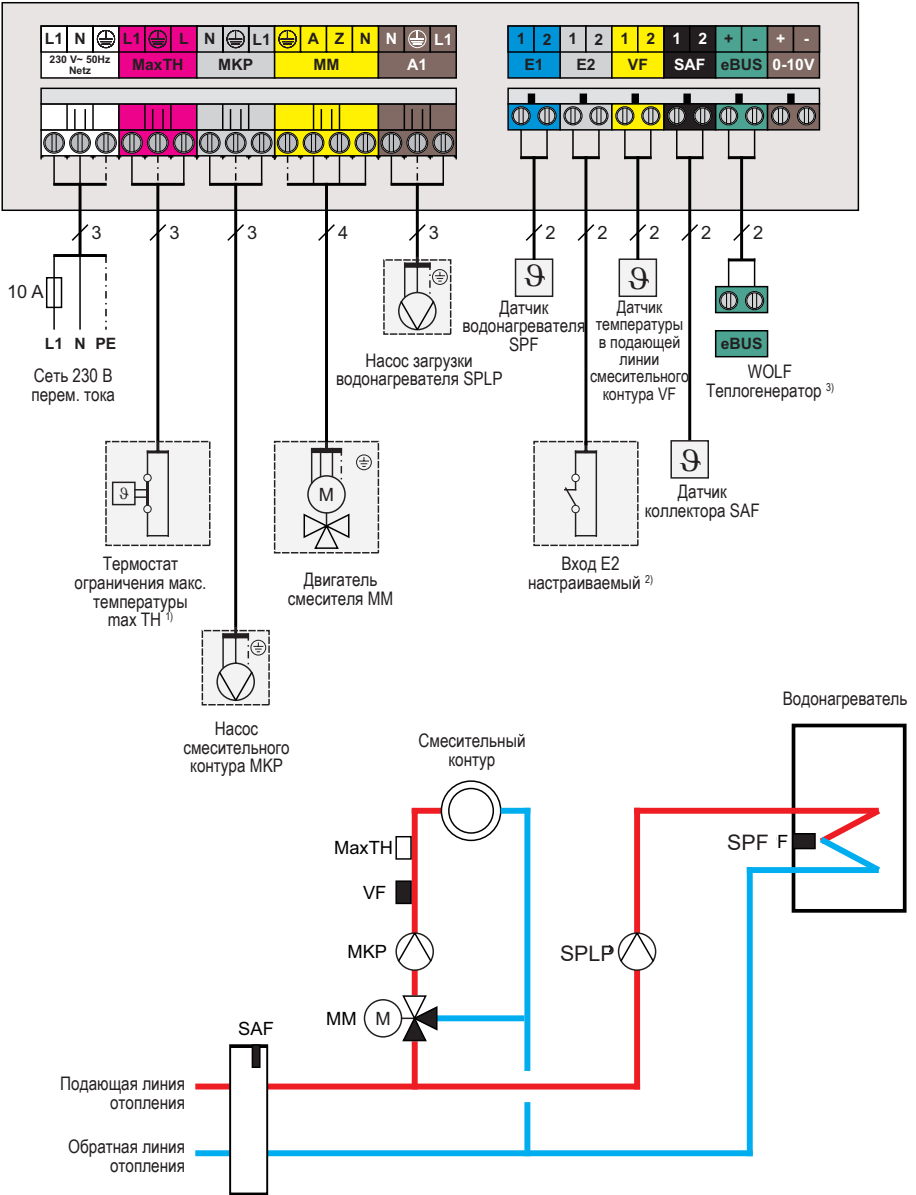 L1 N L1 L N L1 A Z N N L1
1 2 1 2 1 2 1 2 + - + -
230 V~ 50Hz
Netz
MaxTH MKP MM A1
E1 E2 VF SAF eBUS 0-10V
3 3 3 4 3 2 2 2 2 2
10 A
L1 N PE
Сеть 230 В
перем. тока
Насос загрузки
водонагревателя SPLP
ϑ
Датчик
водонагревателя
SPF
ϑ
Датчик
температуры
в подающей
линии
смесительного
контура VF
eBUS
WOLF
Теплогенератор 3)
ϑ
Термостат
ограничения макс.
температуры
max TH 1)
M
Двигатель
смесителя MM
Вход E2
настраиваемый 2)
ϑ
Датчик
коллектора SAF
Насос
смесительного
контура MKP
Смесительный
контур
Водонагреватель
MaxTH
VF
MKP
MM M
SPLP
SPF F
SAF
Подающая линия
отопления
Обратная линия
отопления